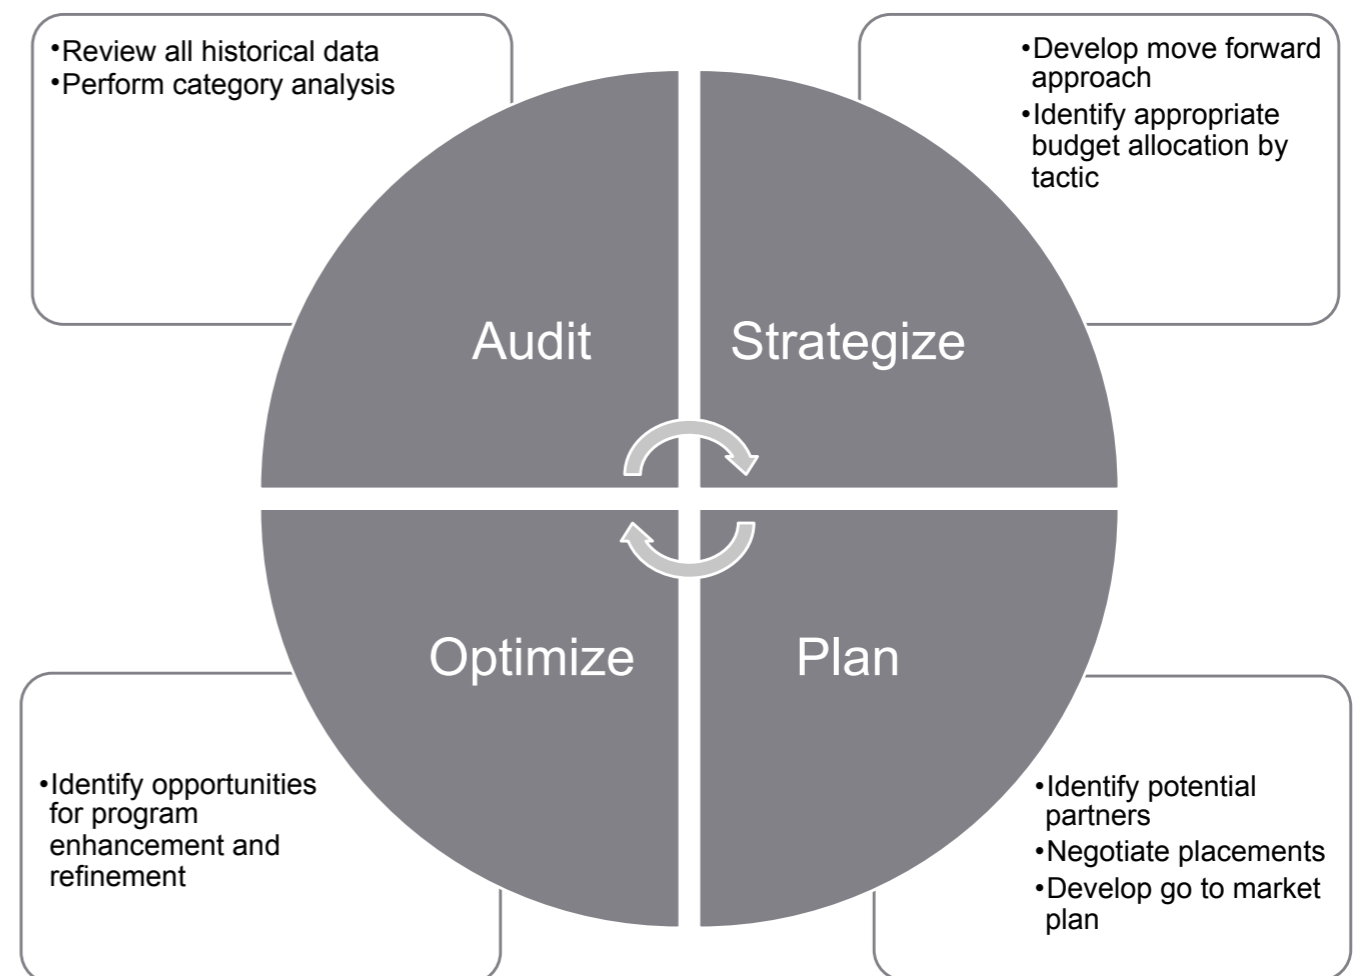 •Review all historical data
•Perform category analysis
•Develop move forward
approach
•Identify appropriate
budget allocation by
tactic
Audit
Strategize
Optimize
Plan
•Identify opportunities
for program
enhancement and
refinement
•Identify potential
partners
•Negotiate placements
•Develop go to market
plan